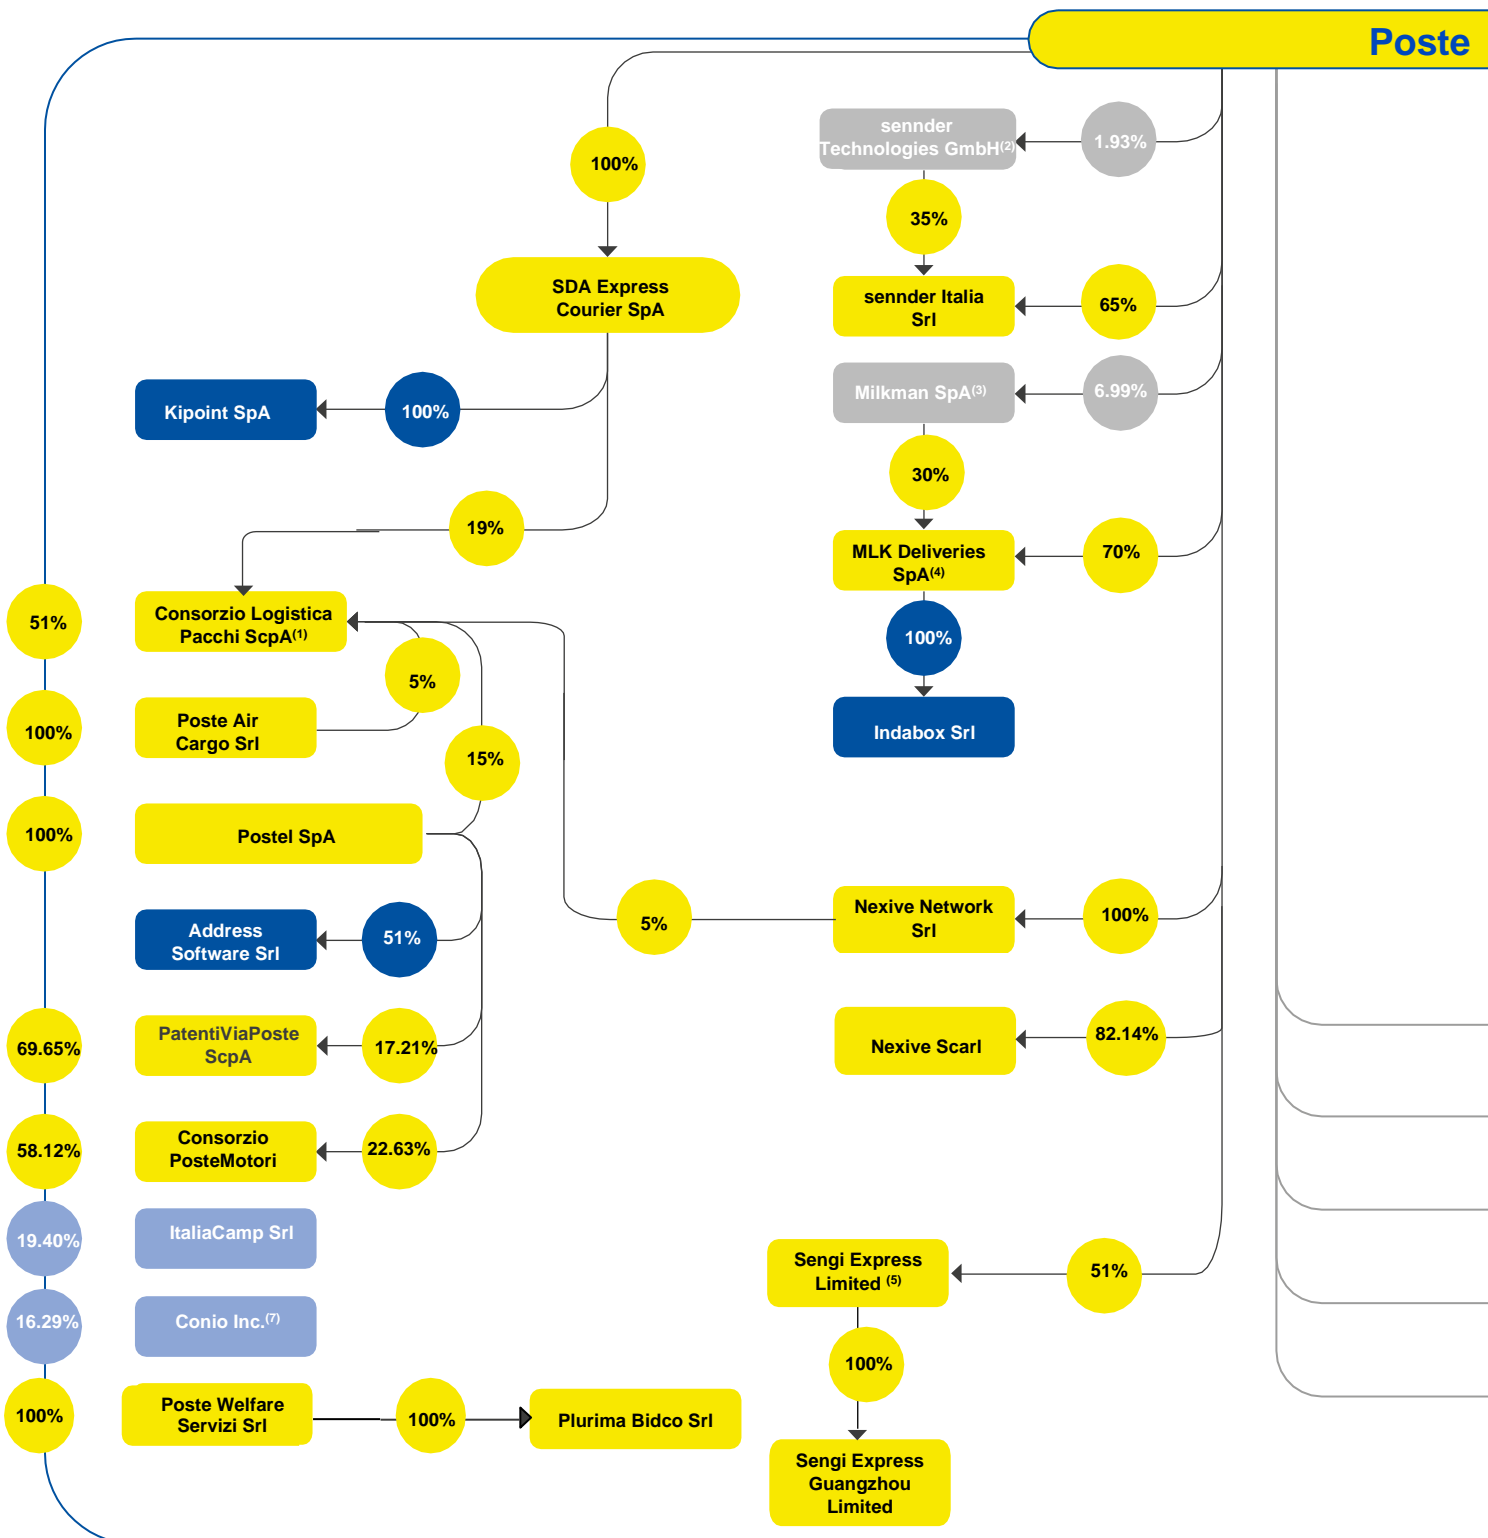 Poste
sennder
Technologies GmbH(2)
1.93%
100%
35%
SDA Express
Courier SpA
sennder Italia
Srl
65%
Kipoint SpA
100%
Milkman SpA(3)
6.99%
30%
19%
MLK Deliveries
SpA(4)
70%
51%
Consorzio Logistica
Pacchi ScpA(1)
5%
100%
100%
Poste Air
Cargo Srl
15%
Indabox Srl
100%
Postel SpA
Address
Software Srl
51%
5%
Nexive Network
Srl
100%
69.65%
PatentiViaPoste
ScpA
17.21%
Nexive Scarl
82.14%
58.12%
Consorzio
PosteMotori
22.63%
19.40%
ItaliaCamp Srl
Sengi Express
Limited (5)
51%
16.29%
Conio Inc.(7)
100%
100%
Poste Welfare
Servizi Srl
100%
Plurima Bidco Srl
Sengi Express
Guangzhou
Limited